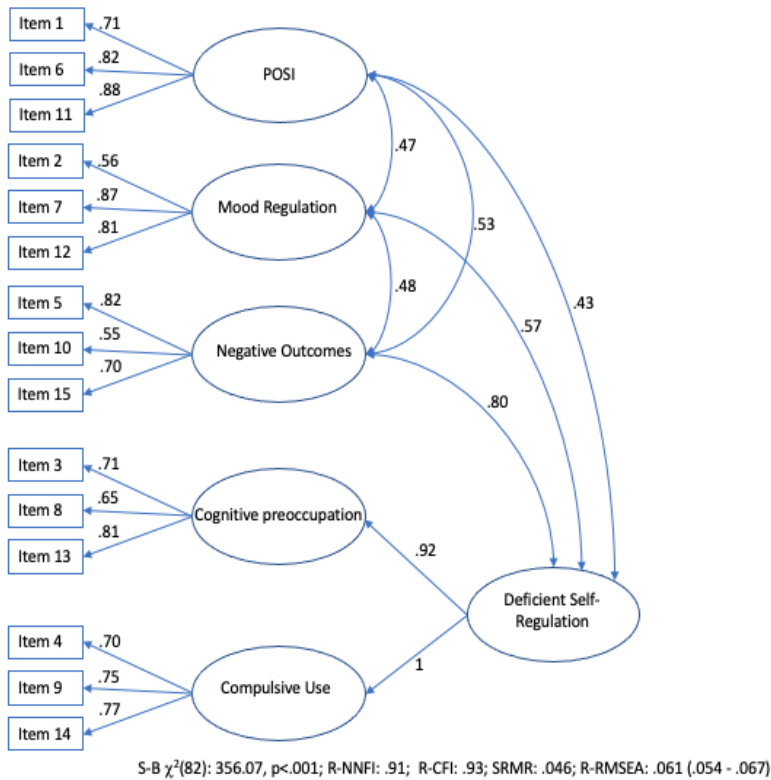 Item 1
.71
Item 6
.82
POSI
Item 11
.88
.47
Item 2
.56
Item 7
.87
Mood Regulation
Item 12
.81
.53
.48
Item 5
.82
.43
.57
Item 10
.55
Negative Outcomes
Item 15
.70
.80
Item 3
.71
Item 8
.65
Cognitive preoccupation
Item 13
.81
.92
Deficient Self-
Regulation
Item 4
.70
1
Item 9
.75
Compulsive Use
Item 14
.77
S-B χ²(82): 356.07, p<.001; R-NNFI: .91;  R-CFI: .93; SRMR: .046; R-RMSEA: .061 (.054 - .067)